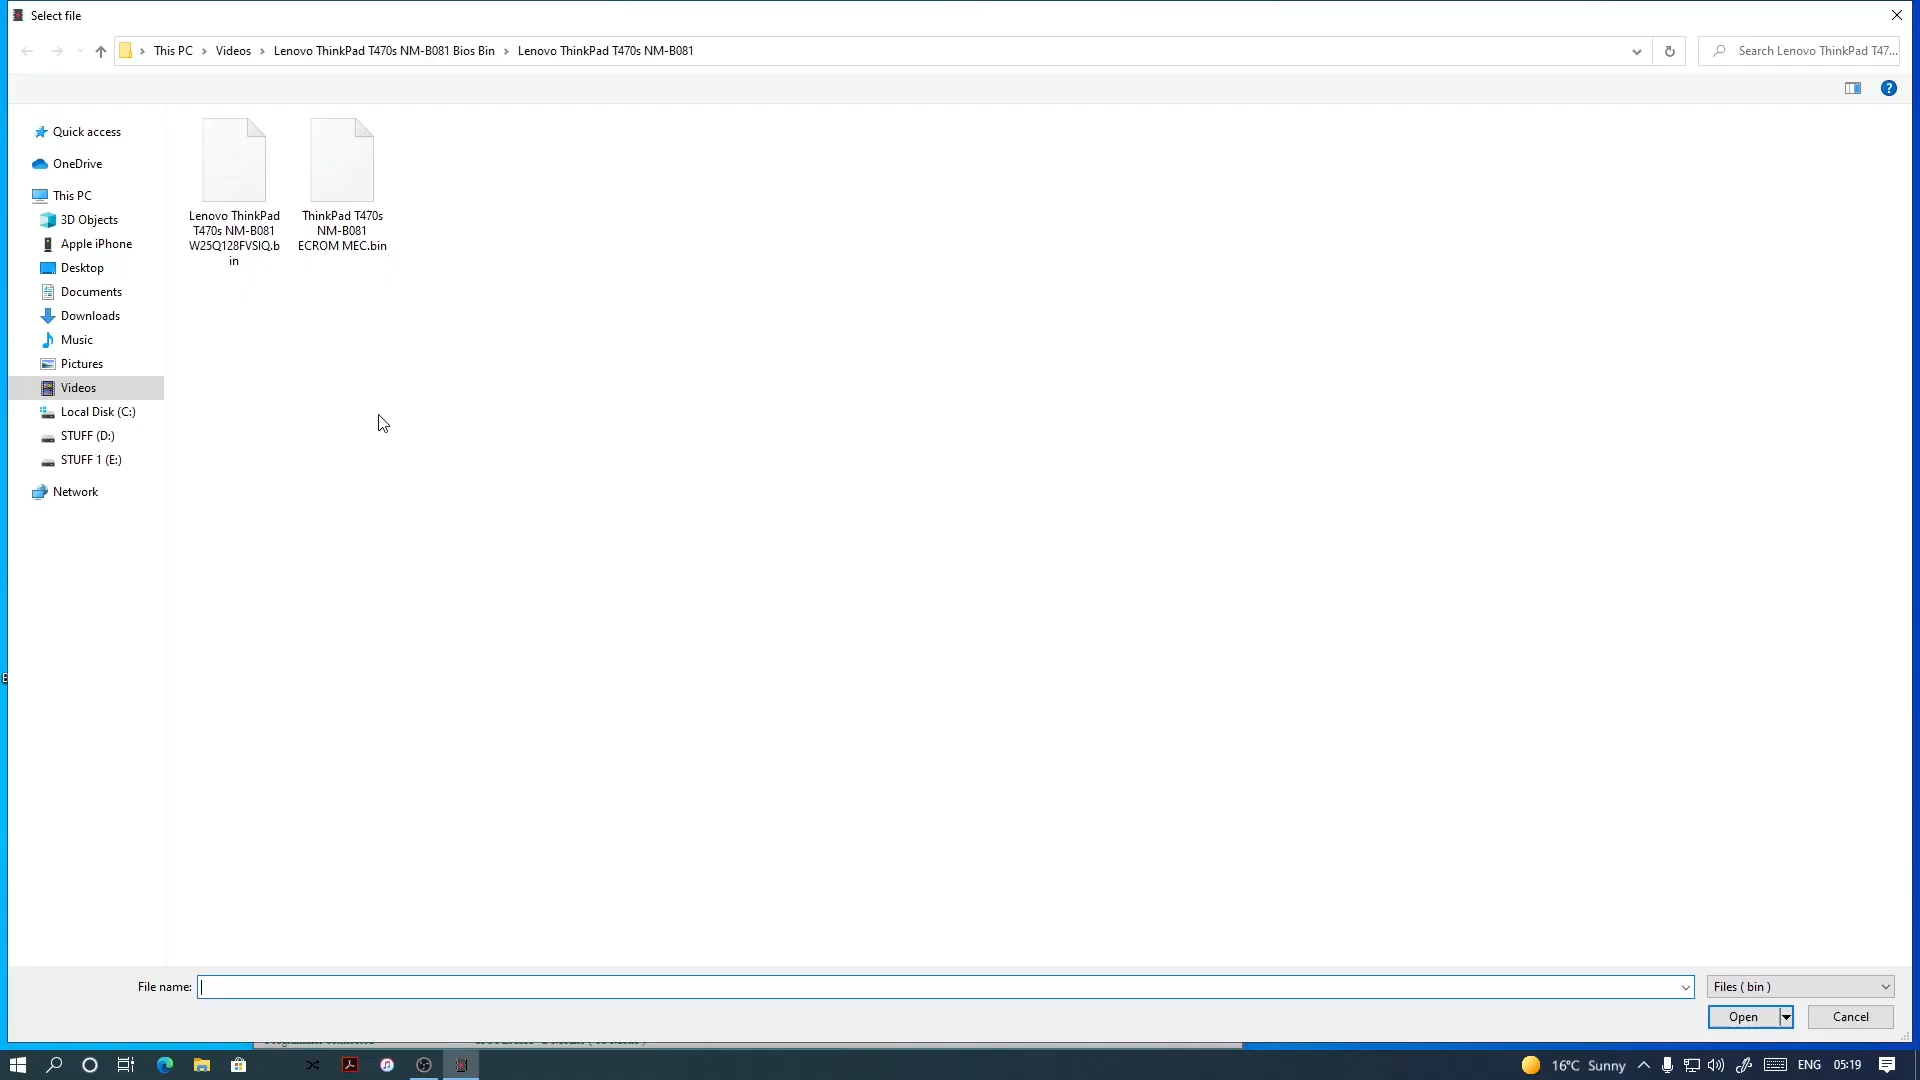 Select file
This PC > Videos > Lenovo ThinkPad T470s NM-B081 Bios Bin > Lenovo ThinkPad T470s NM-B081
Search Lenovo ThinkPad T47...
Quick access
OneDrive
This PC
3D Objects
Apple iPhone
Desktop
Documents
Downloads
Music
Pictures
Videos
Local Disk (C:)
STUFF (D:)
STUFF 1 (E:)
Network
Lenovo ThinkPad
T470s NM-B081
W25Q128FVSIQ.b
in
ThinkPad T470s
NM-B081
ECROM MEC.bin
File name:
Files ( bin )
Open
Cancel
16°C Sunny
ENG
05:19